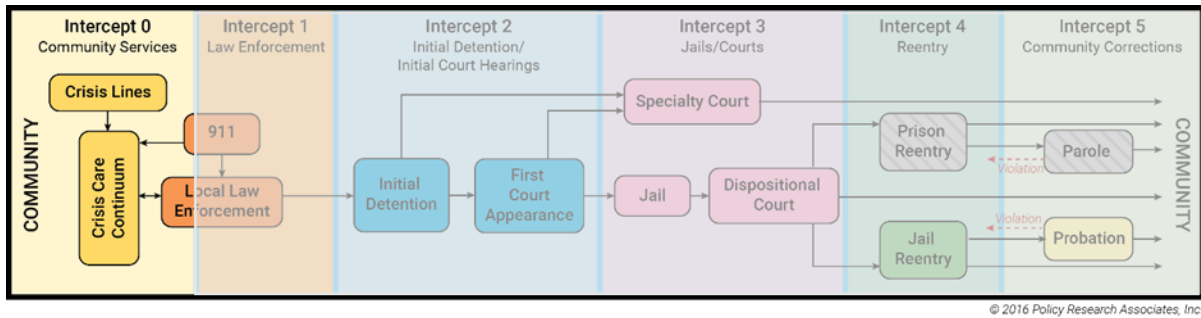 Intercept 0
Community Services
Intercept 1
Law Enforcement
Intercept 2
Initial Detention/
Initial Court Hearings
Intercept 3
Jails/Courts
Intercept 4
Reentry
Intercept 5
Community Corrections
COMMUNITY
Crisis Lines
Crisis Care
Continuum
911
Local Law
Enforcement
Initial
Detention
First
Court
Appearance
Specialty Court
Jail
Dispositional
Court
Prison
Reentry
Violation
Parole
Jail
Reentry
Violation
Probation
COMMUNITY
© 2016 Policy Research Associates, Inc